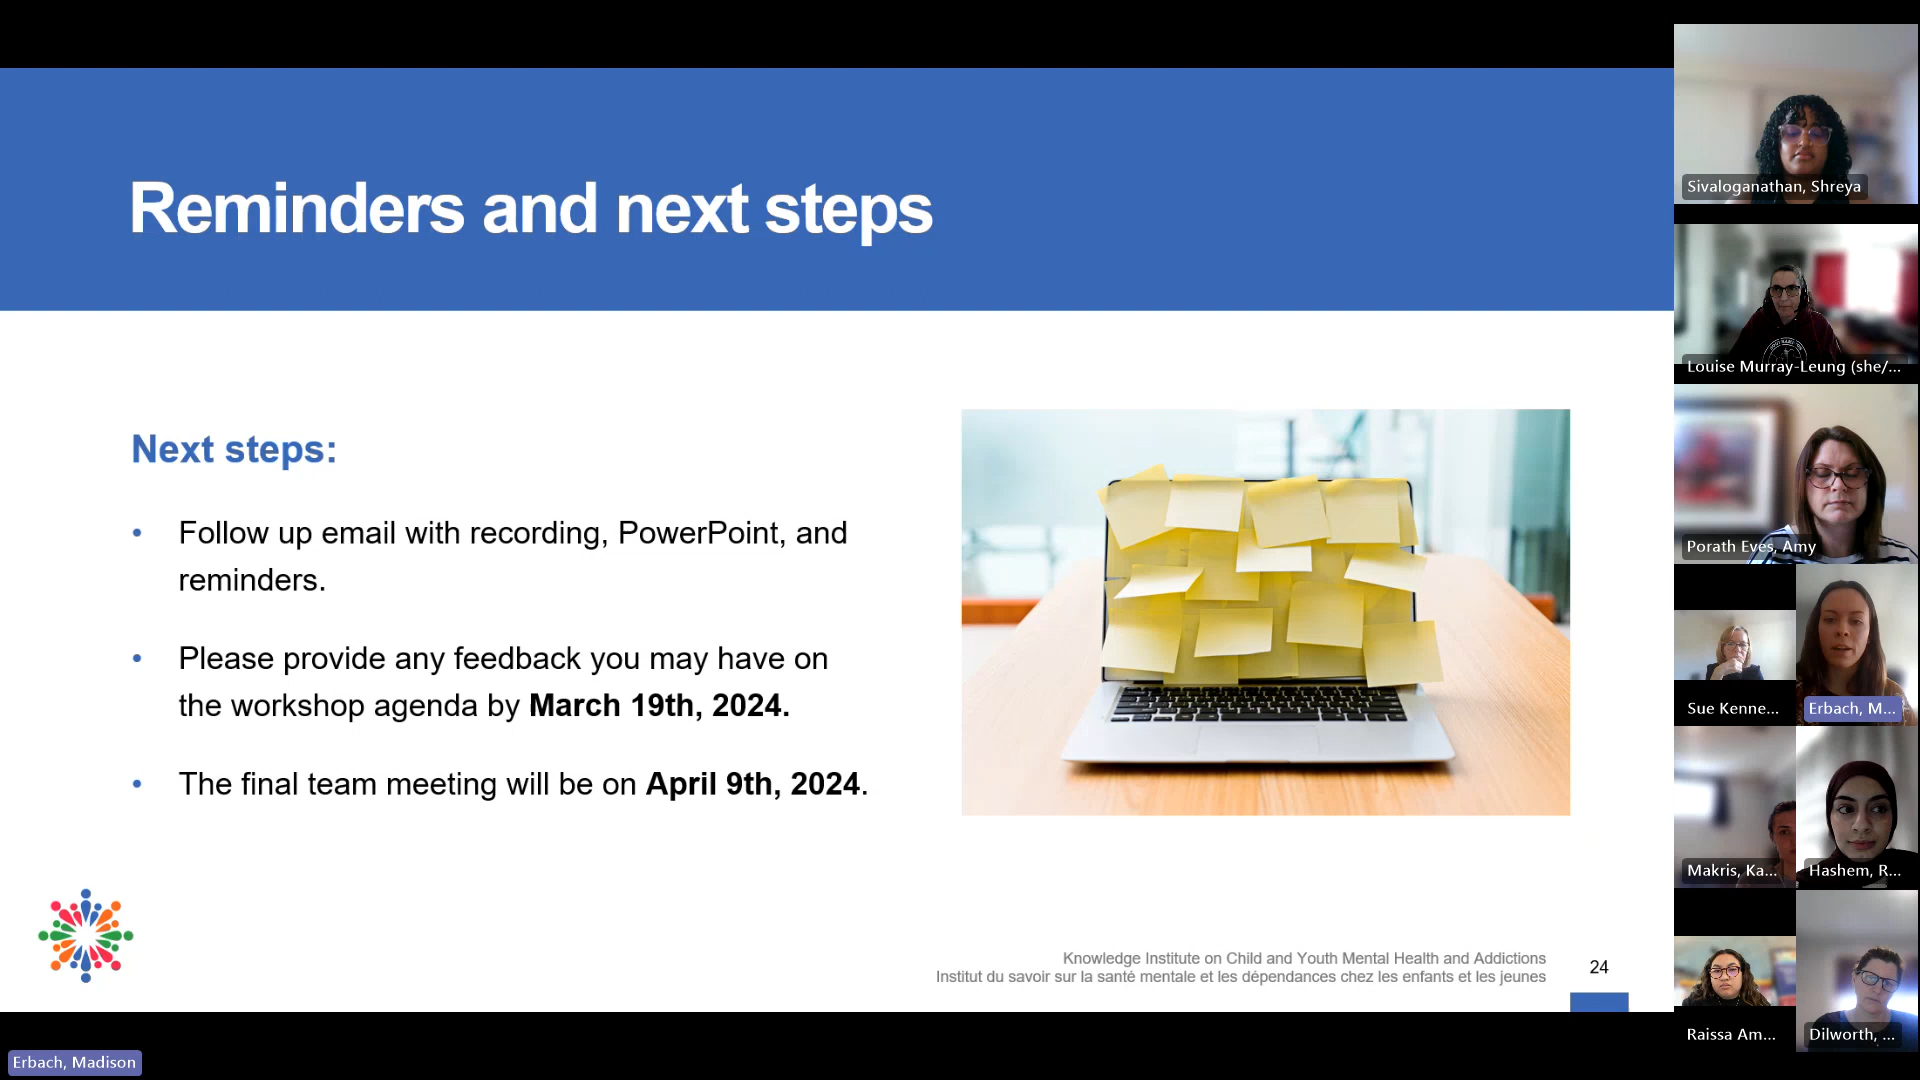 Reminders and next steps
Next steps:
• Follow up email with recording, PowerPoint, and
reminders.
• Please provide any feedback you may have on
the workshop agenda by March 19th, 2024.
• The final team meeting will be on April 9th, 2024.
Knowledge Institute on Child and Youth Mental Health and Addictions
Institut du savoir sur la santé mentale et les dépendances chez les enfants et les jeunes
24
Erbach, Madison
Sivaloganathan, Shreya
Louise Murray-Leung (she/...
Porath Eves, Amy
Sue Kenne...
Erbach, M...
Makris, Ka...
Hashem, R...
Raissa Am...
Dilworth, ...